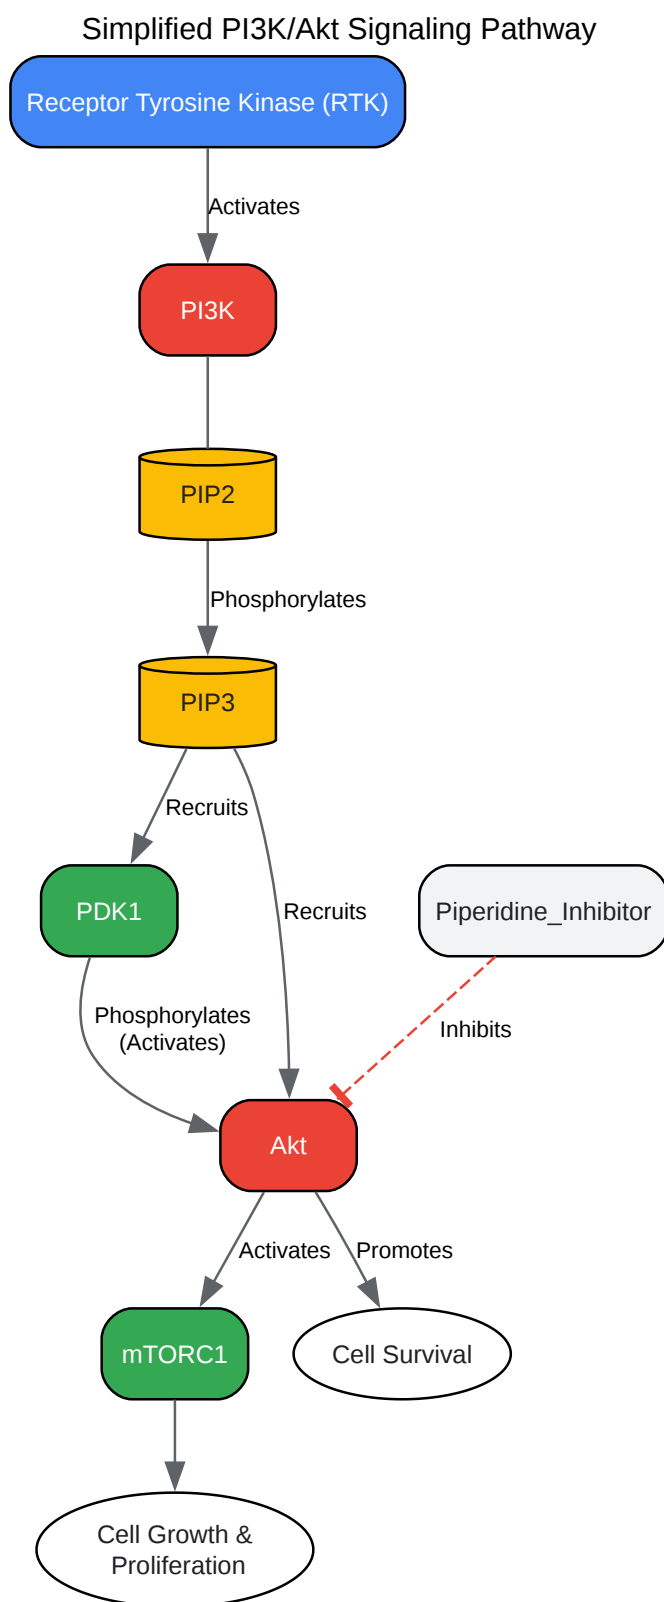 Simplified PI3K/Akt Signaling Pathway
Receptor Tyrosine Kinase (RTK)
Activates
PI3K
PIP2
Phosphorylates
PIP3
Recruits
PDK1
Recruits
Piperidine_Inhibitor
Phosphorylates
(Activates)
Inhibits
Akt
Activates
Promotes
mTORC1
Cell Survival
Cell Growth &
Proliferation